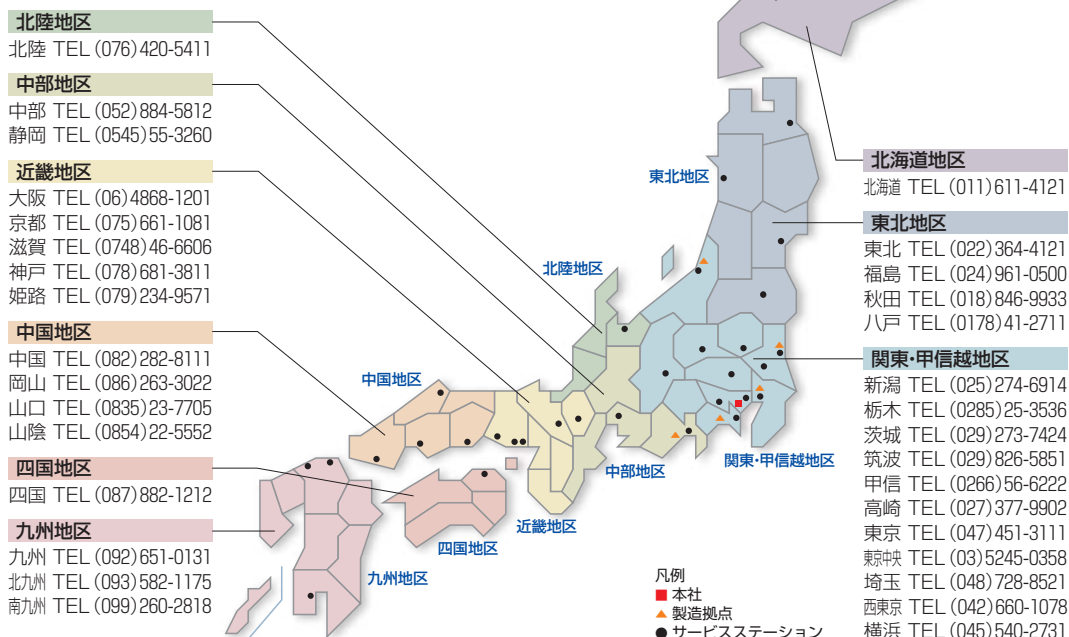 北陸地区
北陸 TEL (076)420-5411
中部地区
中部 TEL (052)884-5812
静岡 TEL (0545)55-3260
近畿地区
大阪 TEL (06)4868-1201
京都 TEL (075)661-1081
滋賀 TEL (0748)46-6606
神戸 TEL (078)681-3811
姫路 TEL (079)234-9571
中国地区
中国 TEL (082)282-8111
岡山 TEL (086)263-3022
山口 TEL (0835)23-7705
山陰 TEL (0854)22-5552
四国地区
四国 TEL (087)882-1212
九州地区
九州 TEL (092)651-0131
北九州 TEL (093)582-1175
南九州 TEL (099)260-2818
東北地区
北陸地区
中国地区
中部地区
関東・甲信越地区
近畿地区
四国地区
九州地区
凡例
本社
製造拠点
サービスステーション
北海道地区
北海道 TEL (011)611-4121
東北地区
東北 TEL (022)364-4121
福島 TEL (024)961-0500
秋田 TEL (018)846-9933
八戸 TEL (0178)41-2711
関東・甲信越地区
新潟 TEL (025)274-6914
栃木 TEL (0285)25-3536
茨城 TEL (029)273-7424
筑波 TEL (029)826-5851
甲信 TEL (0266)56-6222
高崎 TEL (027)377-9902
東京 TEL (047)451-3111
東京中央 TEL (03)5245-0358
埼玉 TEL (048)728-8521
西東京 TEL (042)660-1078
横浜 TEL (045)540-2731